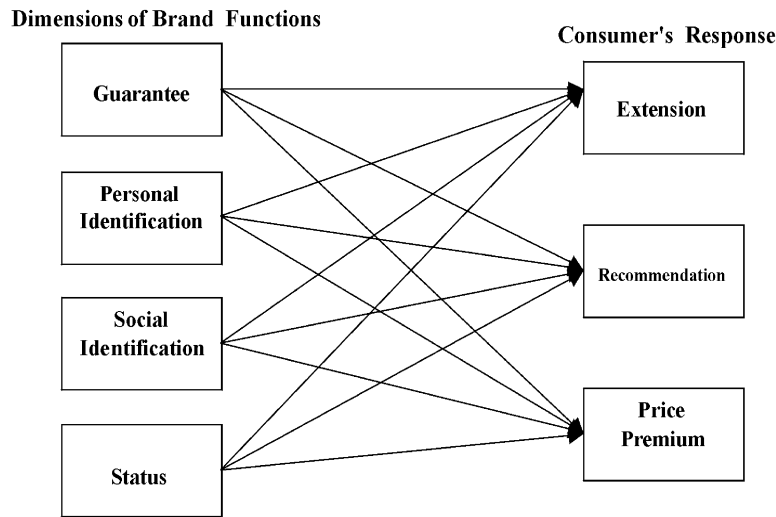 Dimensions of Brand Functions
Consumer's Response
Guarantee
Extension
Personal
Identification
Recommendation
Social
Identification
Price
Premium
Status